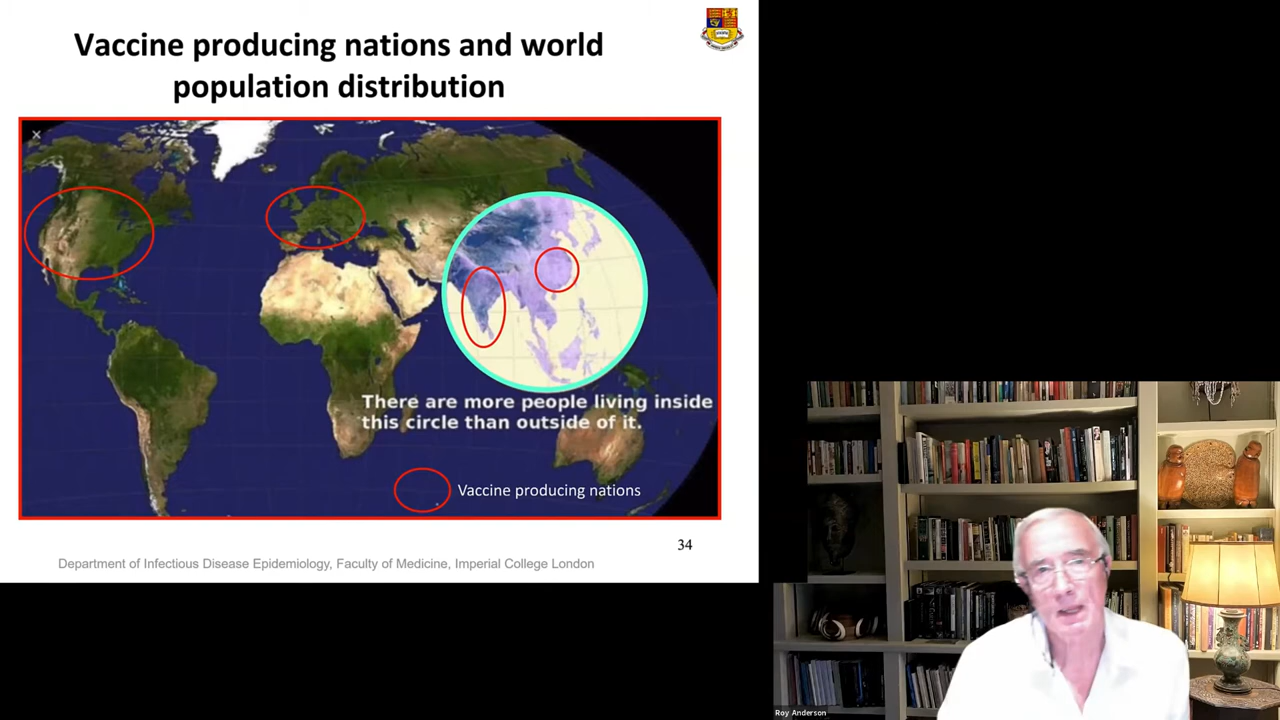 Vaccine producing nations and world
population distribution
There are more people living inside
this circle than outside of it.
Vaccine producing nations
34
Department of Infectious Disease Epidemiology, Faculty of Medicine, Imperial College London
Roy Anderson